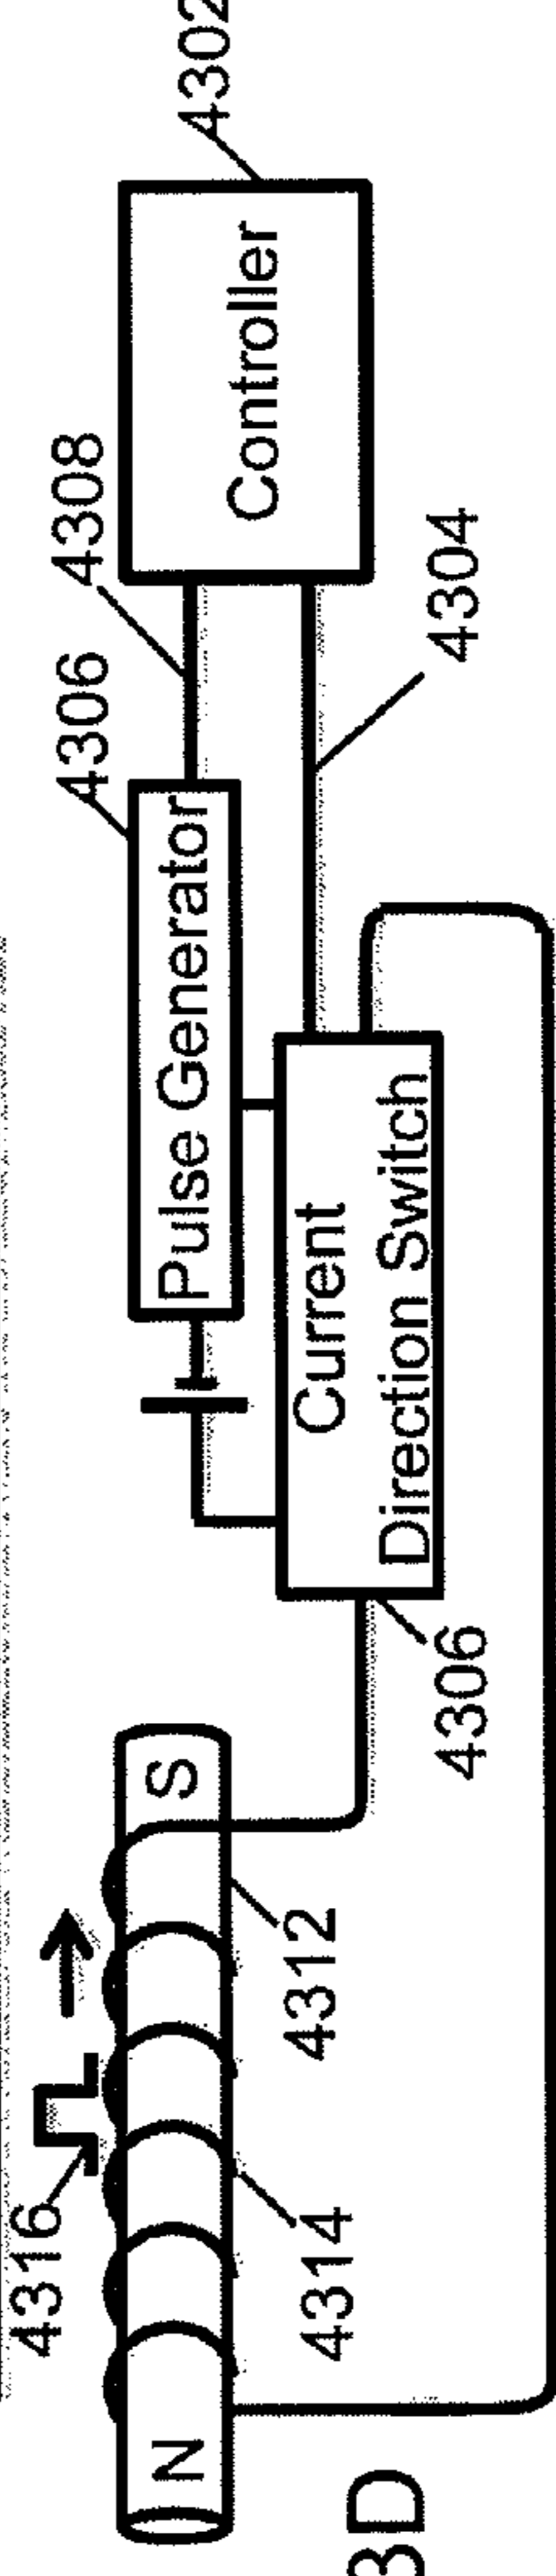 4316
N
S
4314
4312
Pulse Generator
4306
4308
Controller
4302
Current
Direction Switch
4306
4304
3D